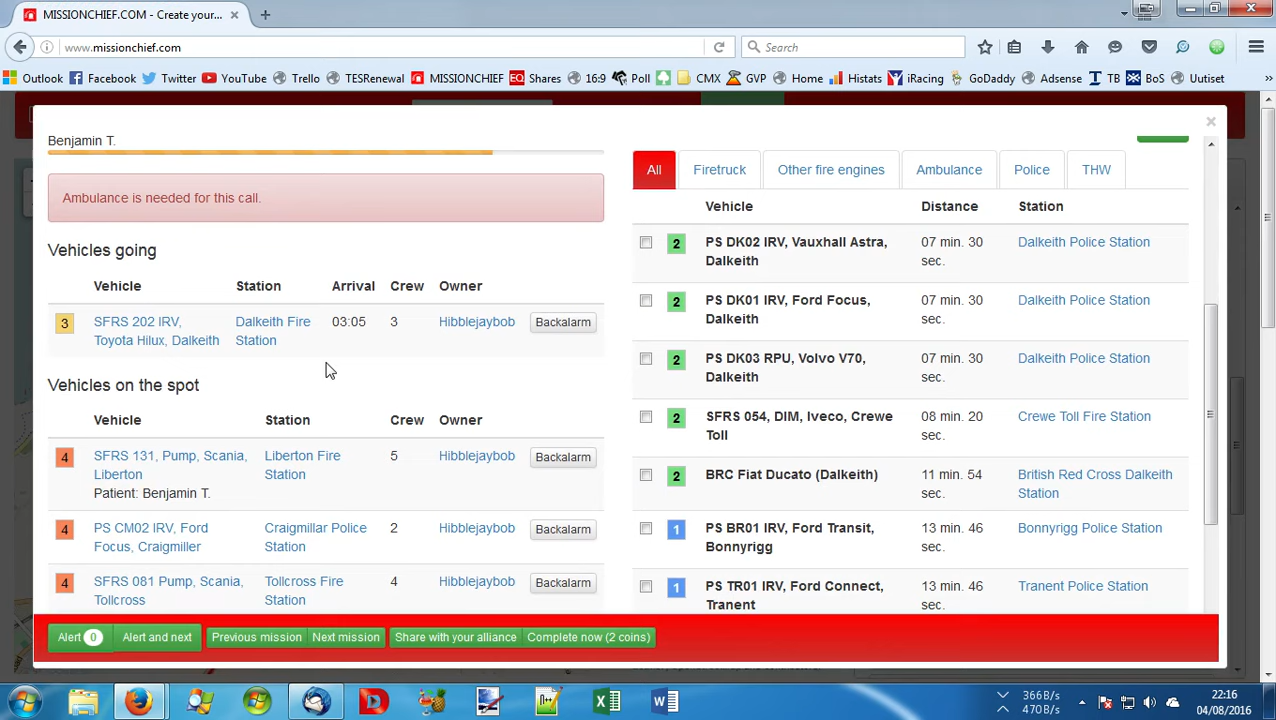 MISSIONCHIEF.COM - Create your...
www.missionchief.com
Search
Outlook Facebook Twitter YouTube Trello TESRenewal MISSIONCHIEF EQ Shares 16:9 Poll CMX GVP Home Histats iRacing GoDaddy Adsense TB BoS Uutiset »
Benjamin T.
Ambulance is needed for this call.
Vehicles going
Vehicle Station Arrival Crew Owner
3 SFRS 202 IRV, Dalkeith Fire 03:05 3 Hibblejaybob Backalarm
Toyota Hilux, Dalkeith Station
Vehicles on the spot
Vehicle Station Crew Owner
4 SFRS 131, Pump, Scania, Liberton Fire 5 Hibblejaybob Backalarm
Liberton Station
Patient: Benjamin T.
4 PS CM02 IRV, Ford Craigmillar Police 2 Hibblejaybob Backalarm
Focus, Craigmiller Station
4 SFRS 081 Pump, Scania, Tollcross Fire 4 Hibblejaybob Backalarm
Tollcross Station
All Firetruck Other fire engines Ambulance Police THW
Vehicle Distance Station
2 PS DK02 IRV, Vauxhall Astra, 07 min. 30 Dalkeith Police Station
Dalkeith sec.
2 PS DK01 IRV, Ford Focus, 07 min. 30 Dalkeith Police Station
Dalkeith sec.
2 PS DK03 RPU, Volvo V70, 07 min. 30 Dalkeith Police Station
Dalkeith sec.
2 SFRS 054, DIM, Iveco, Crewe 08 min. 20 Crewe Toll Fire Station
Toll sec.
2 BRC Fiat Ducato (Dalkeith) 11 min. 54 British Red Cross Dalkeith
sec. Station
1 PS BR01 IRV, Ford Transit, 13 min. 46 Bonnyrigg Police Station
Bonnyrigg sec.
1 PS TR01 IRV, Ford Connect, 13 min. 46 Tranent Police Station
Tranent sec.
Alert 0 Alert and next Previous mission Next mission Share with your alliance Complete now (2 coins)
366B/s
470B/s
22:16
04/08/2016